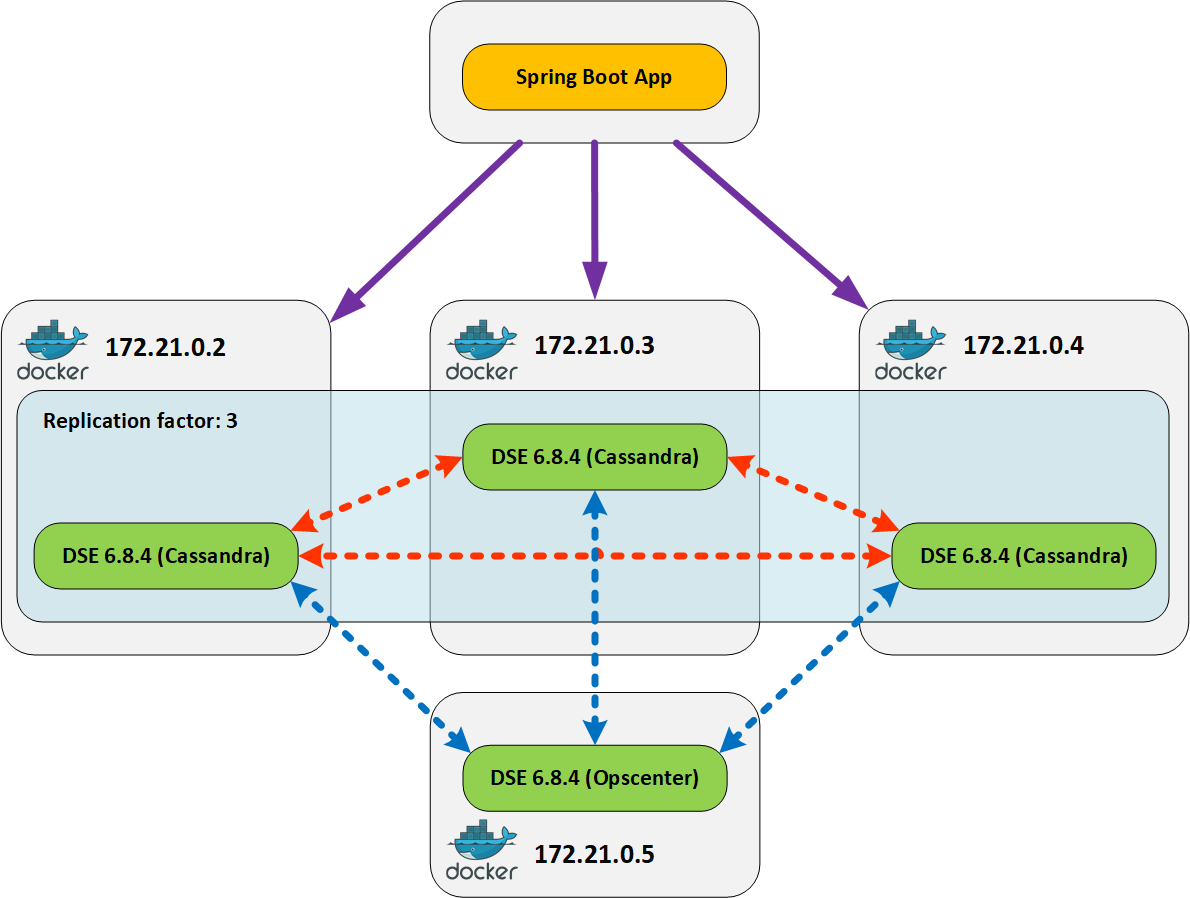 Spring Boot App
172.21.0.2
docker
172.21.0.3
docker
172.21.0.4
docker
Replication factor: 3
DSE 6.8.4 (Cassandra)
DSE 6.8.4 (Cassandra)
DSE 6.8.4 (Cassandra)
DSE 6.8.4 (Opscenter)
172.21.0.5
docker